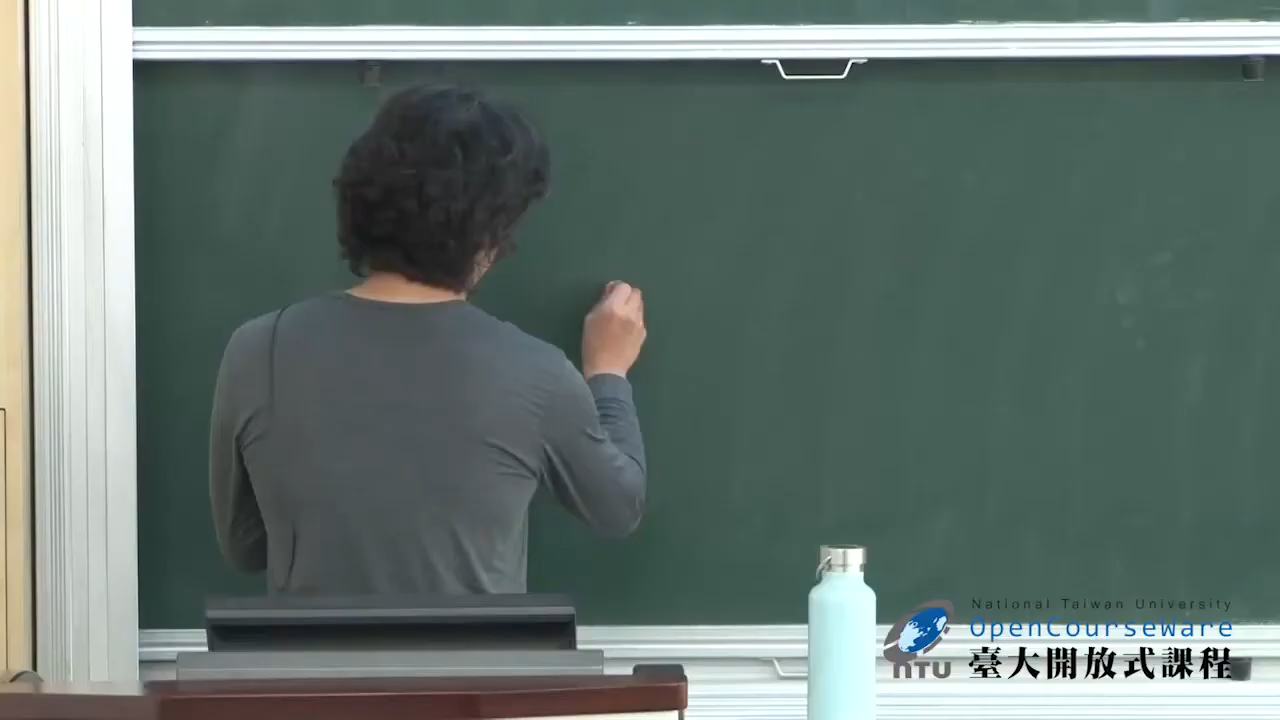 National Taiwan University
OpenCourseWare
NTU
臺大開放式課程